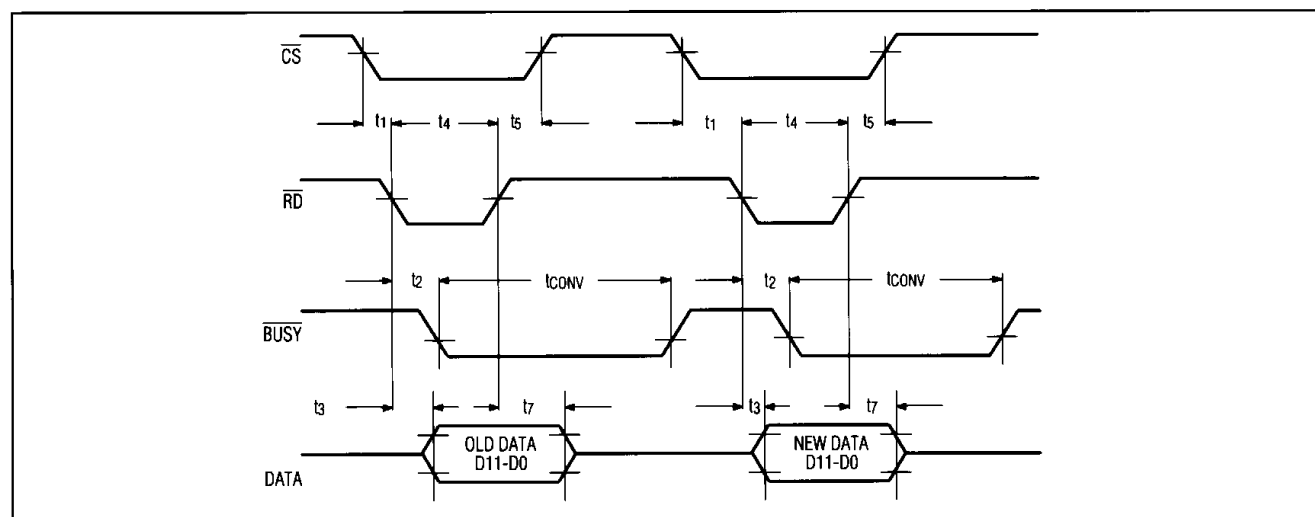 CS
t1 t4 t5 t1 t4 t5
RD
t2 tCONV t2 tCONV
BUSY
t3 t7 t3 t7
OLD DATA
D11-D0
NEW DATA
D11-D0
DATA